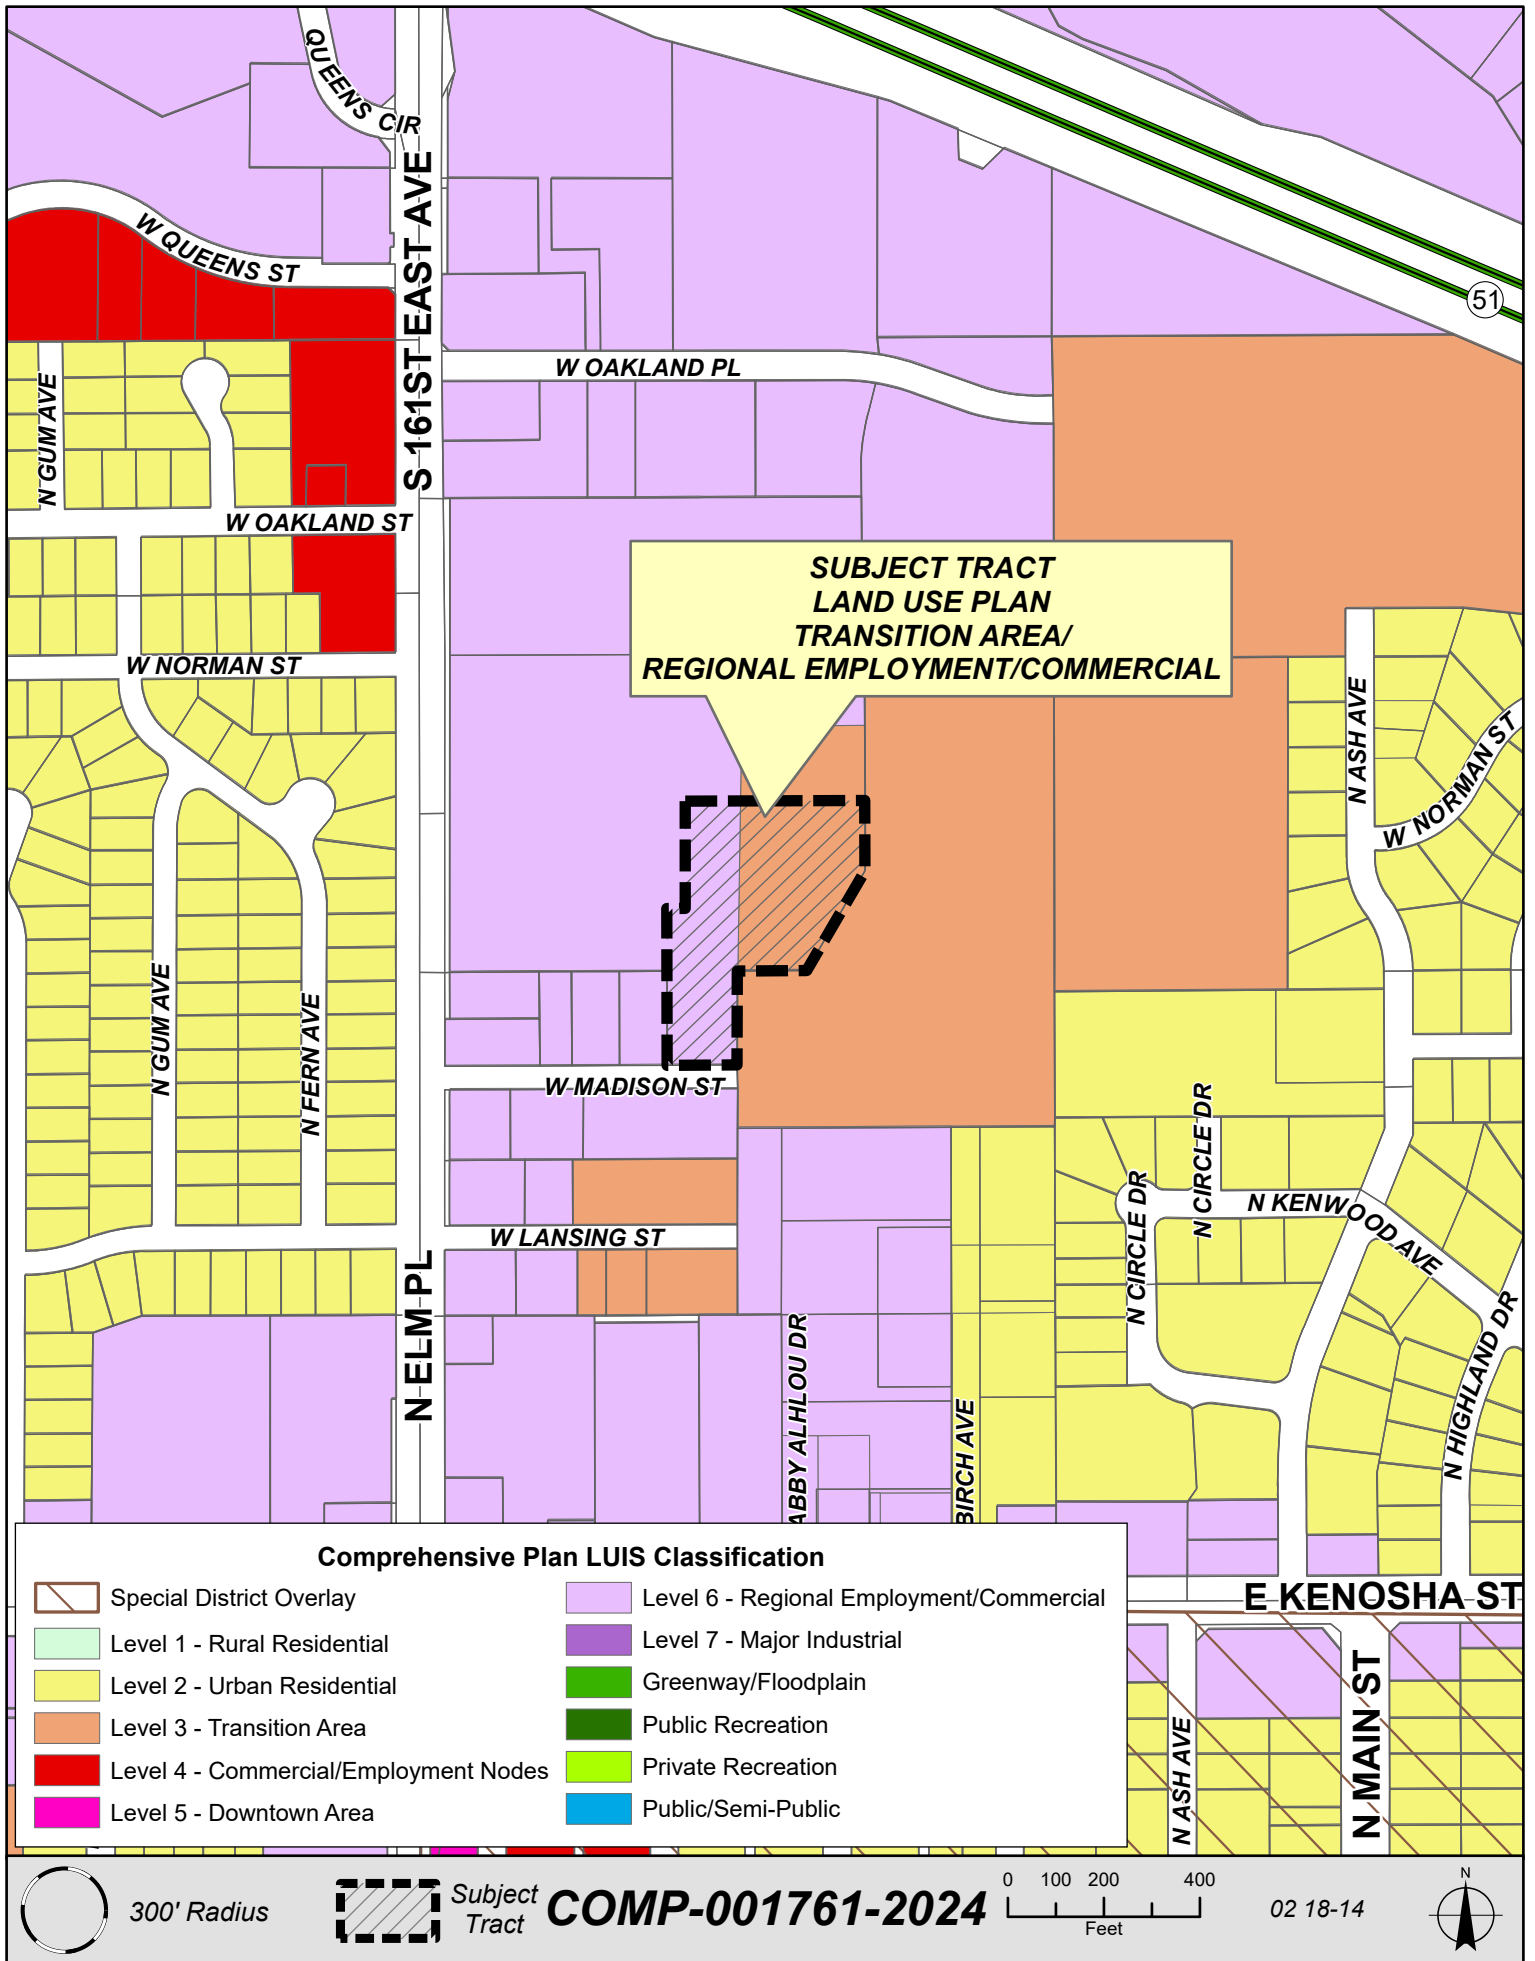 QUEENS CIR
W QUEENS ST
S 161ST EAST AVE
51
W OAKLAND PL
N GUM AVE
W OAKLAND ST
SUBJECT TRACT
LAND USE PLAN
TRANSITION AREA/
REGIONAL EMPLOYMENT/COMMERCIAL
W NORMAN ST
N ASH AVE
W NORMAN ST
N GUM AVE
N FERN AVE
W MADISON ST
N CIRCLE DR
N CIRCLE DR
N KENWOOD AVE
W LANSING ST
N ELM PL
ABBY ALHLOU DR
BIRCH AVE
N HIGHLAND DR
E KENOSHA ST
N MAIN ST
N ASH AVE
Comprehensive Plan LUIS Classification
Special District Overlay
Level 1 - Rural Residential
Level 2 - Urban Residential
Level 3 - Transition Area
Level 4 - Commercial/Employment Nodes
Level 5 - Downtown Area
Level 6 - Regional Employment/Commercial
Level 7 - Major Industrial
Greenway/Floodplain
Public Recreation
Private Recreation
Public/Semi-Public
300' Radius
Subject
Tract
COMP-001761-2024
0 100 200 400
Feet
02 18-14
N